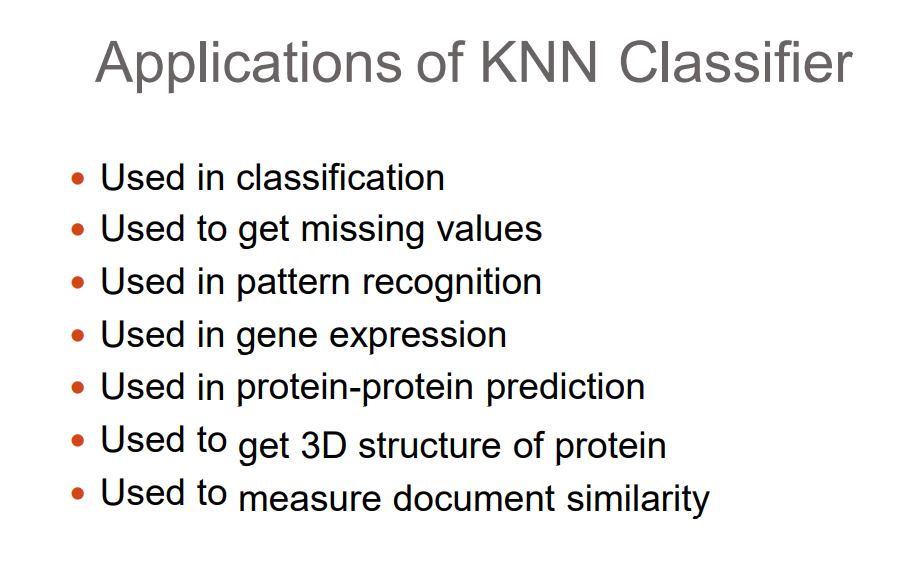 Applications of KNN Classifier
• Used in classification
• Used to get missing values
• Used in pattern recognition
• Used in gene expression
• Used in protein-protein prediction
• Used to get 3D structure of protein
• Used to measure document similarity